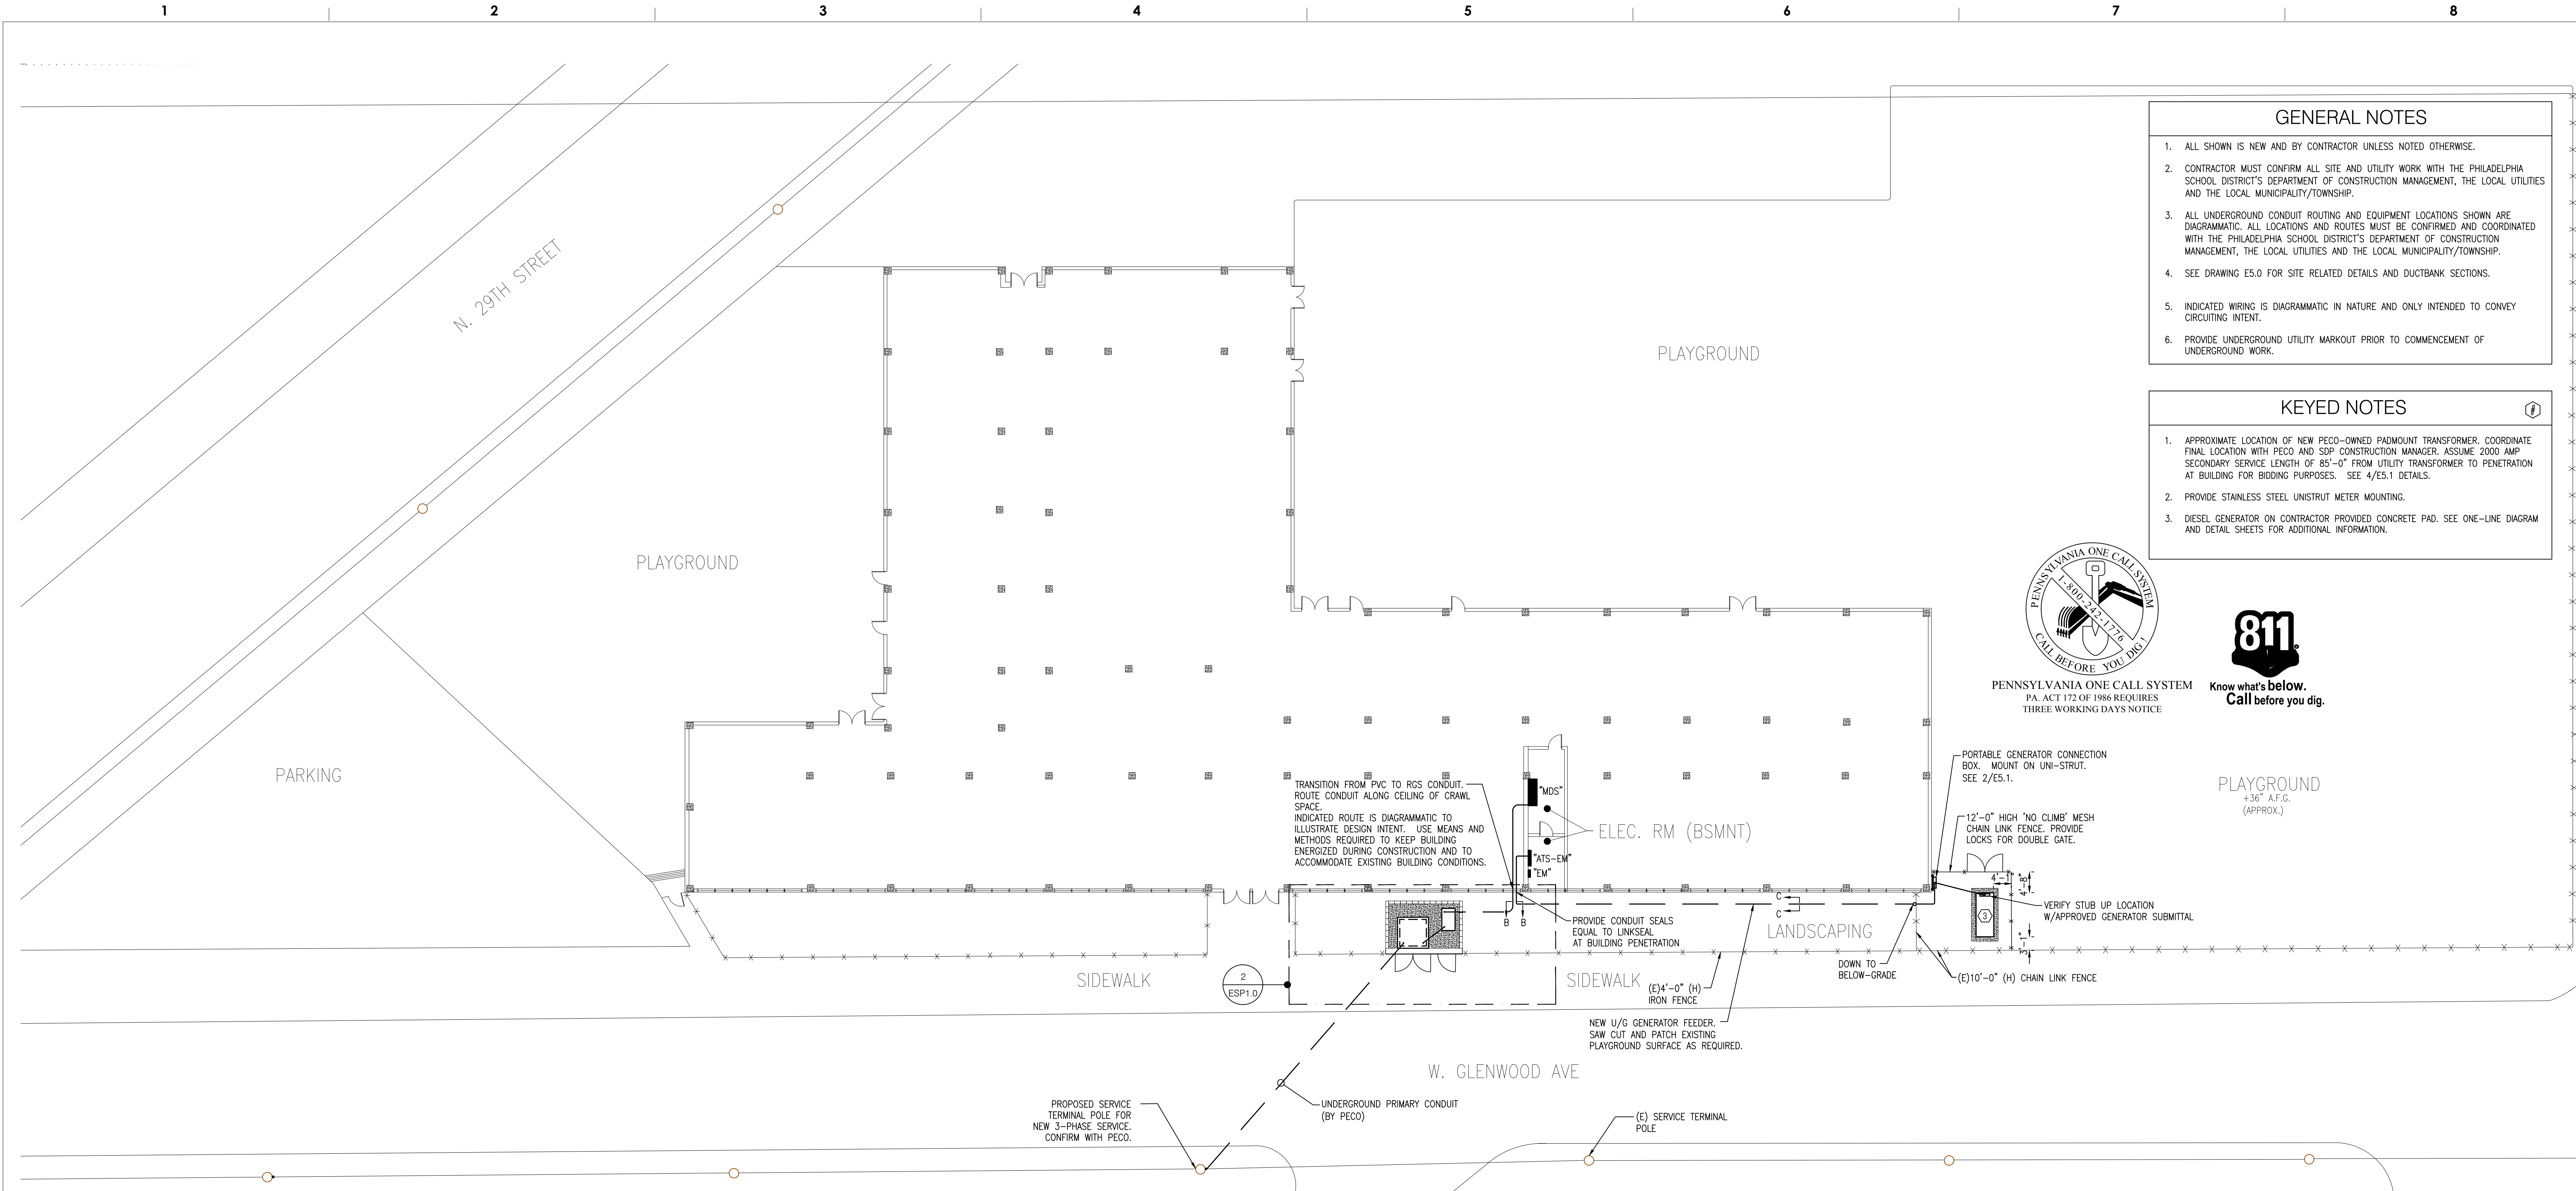 1 2 3 4 5 6 7 8
GENERAL NOTES
1. ALL SHOWN IS NEW AND BY CONTRACTOR UNLESS NOTED OTHERWISE.
2. CONTRACTOR MUST CONFIRM ALL SITE AND UTILITY WORK WITH THE PHILADELPHIA
SCHOOL DISTRICT'S DEPARTMENT OF CONSTRUCTION MANAGEMENT, THE LOCAL UTILITIES
AND THE LOCAL MUNICIPALITY/TOWNSHIP.
3. ALL UNDERGROUND CONDUIT ROUTING AND EQUIPMENT LOCATIONS SHOWN ARE
DIAGRAMMATIC. ALL LOCATIONS AND ROUTES MUST BE CONFIRMED AND COORDINATED
WITH THE PHILADELPHIA SCHOOL DISTRICT'S DEPARTMENT OF CONSTRUCTION
MANAGEMENT, THE LOCAL UTILITIES AND THE LOCAL MUNICIPALITY/TOWNSHIP.
4. SEE DRAWING E5.0 FOR SITE RELATED DETAILS AND DUCTBANK SECTIONS.
5. INDICATED WIRING IS DIAGRAMMATIC IN NATURE AND ONLY INTENDED TO CONVEY
CIRCUITING INTENT.
6. PROVIDE UNDERGROUND UTILITY MARKOUT PRIOR TO COMMENCEMENT OF
UNDERGROUND WORK.
KEYED NOTES #
1. APPROXIMATE LOCATION OF NEW PECO-OWNED PADMOUNT TRANSFORMER. COORDINATE
FINAL LOCATION WITH PECO AND SDP CONSTRUCTION MANAGER. ASSUME 2000 AMP
SECONDARY SERVICE LENGTH OF 85'-0" FROM UTILITY TRANSFORMER TO PENETRATION
AT BUILDING FOR BIDDING PURPOSES. SEE 4/E5.1 DETAILS.
2. PROVIDE STAINLESS STEEL UNISTRUT METER MOUNTING.
3. DIESEL GENERATOR ON CONTRACTOR PROVIDED CONCRETE PAD. SEE ONE-LINE DIAGRAM
AND DETAIL SHEETS FOR ADDITIONAL INFORMATION.
PENNSYLVANIA ONE CALL SYSTEM
1-800-242-1776
CALL BEFORE YOU DIG!
PENNSYLVANIA ONE CALL SYSTEM
PA. ACT 172 OF 1986 REQUIRES
THREE WORKING DAYS NOTICE
811
Know what's below.
Call before you dig.
N. 29TH STREET
PLAYGROUND
PLAYGROUND
PARKING
TRANSITION FROM PVC TO RGS CONDUIT.
ROUTE CONDUIT ALONG CEILING OF CRAWL
SPACE.
INDICATED ROUTE IS DIAGRAMMATIC TO
ILLUSTRATE DESIGN INTENT. USE MEANS AND
METHODS REQUIRED TO KEEP BUILDING
ENERGIZED DURING CONSTRUCTION AND TO
ACCOMMODATE EXISTING BUILDING CONDITIONS.
"MDS"
ELEC. RM (BSMNT)
"ATS-EM"
"EM"
PORTABLE GENERATOR CONNECTION
BOX. MOUNT ON UNI-STRUT.
SEE 2/E5.1.
PLAYGROUND
+36" A.F.G.
(APPROX.)
12'-0" HIGH 'NO CLIMB' MESH
CHAIN LINK FENCE. PROVIDE
LOCKS FOR DOUBLE GATE.
4'-1"
4'-8"
3'-1"
3
VERIFY STUB UP LOCATION
W/APPROVED GENERATOR SUBMITTAL
B B
C
C
PROVIDE CONDUIT SEALS
EQUAL TO LINKSEAL
AT BUILDING PENETRATION
LANDSCAPING
DOWN TO
BELOW-GRADE
(E)10'-0" (H) CHAIN LINK FENCE
SIDEWALK
2
ESP1.0
SIDEWALK
(E)4'-0" (H)
IRON FENCE
NEW U/G GENERATOR FEEDER.
SAW CUT AND PATCH EXISTING
PLAYGROUND SURFACE AS REQUIRED.
W. GLENWOOD AVE
PROPOSED SERVICE
TERMINAL POLE FOR
NEW 3-PHASE SERVICE.
CONFIRM WITH PECO.
UNDERGROUND PRIMARY CONDUIT
(BY PECO)
(E) SERVICE TERMINAL
POLE